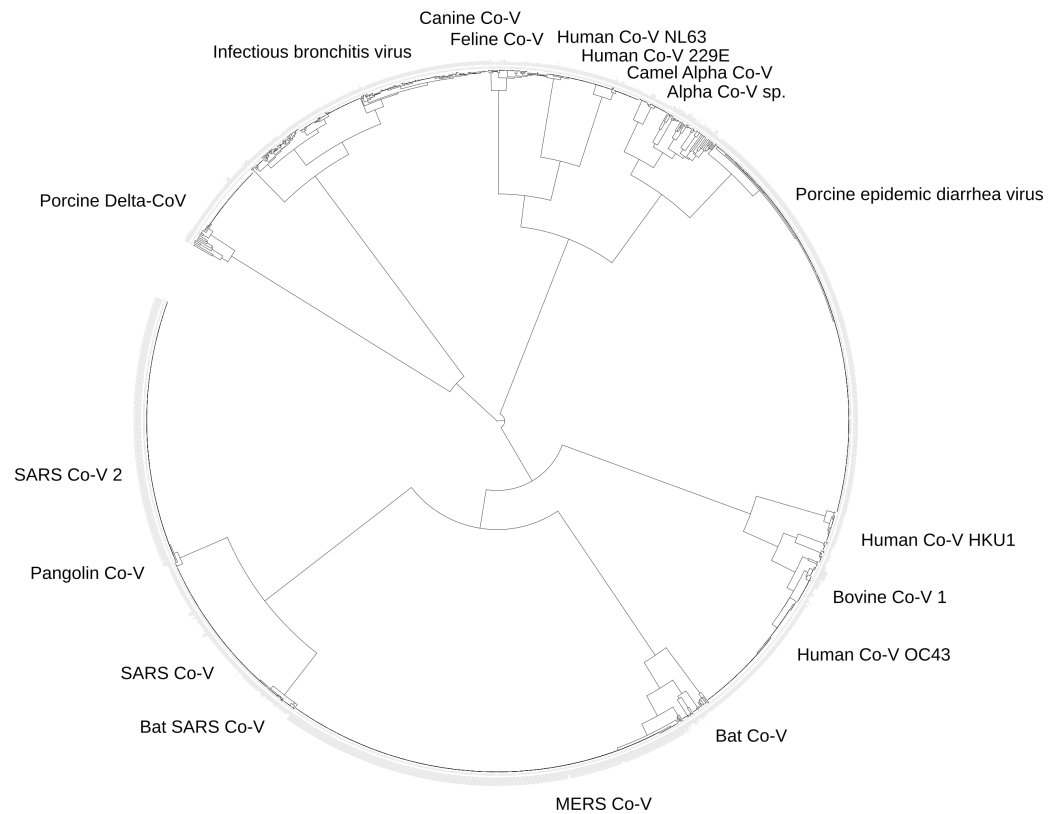 Canine Co-V
Feline Co-V
Human Co-V NL63
Infectious bronchitis virus
Human Co-V 229E
Camel Alpha Co-V
Alpha Co-V sp.
Porcine Delta-CoV
Porcine epidemic diarrhea virus
SARS Co-V 2
Human Co-V HKU1
Pangolin Co-V
Bovine Co-V 1
Human Co-V OC43
SARS Co-V
Bat SARS Co-V
Bat Co-V
MERS Co-V